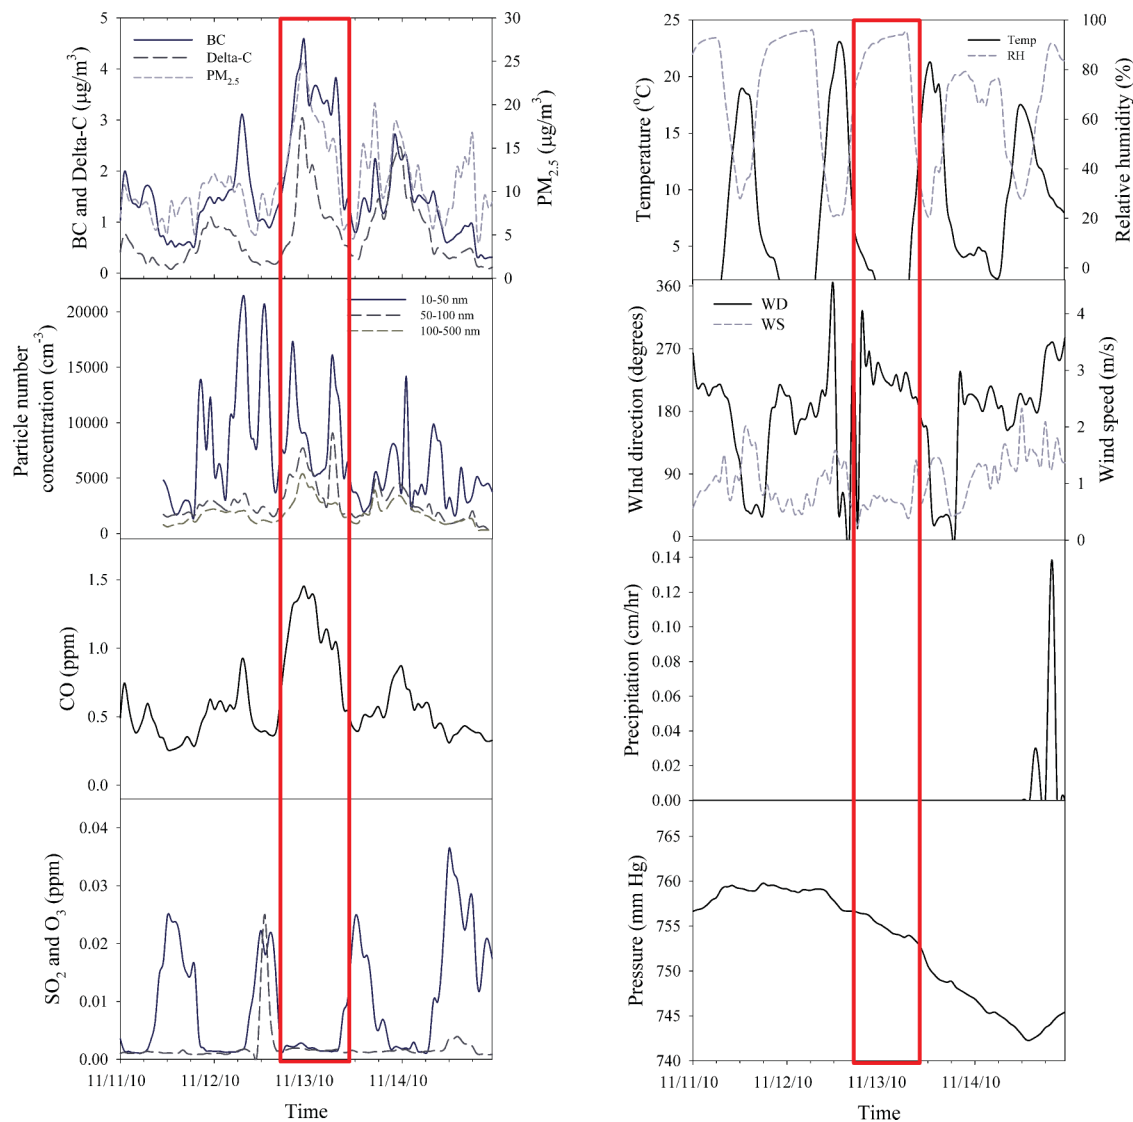 BC and Delta-C (μg/m³)
5
4
3
2
1
0
BC
Delta-C
PM₂.₅
30
25
20
15
10
5
0
PM₂.₅ (μg/m³)
Particle number
concentration (cm⁻³)
20000
15000
10000
5000
0
10-50 nm
50-100 nm
100-500 nm
CO (ppm)
1.5
1.0
0.5
0.0
SO₂ and O₃ (ppm)
0.04
0.03
0.02
0.01
0.00
11/11/10 11/12/10 11/13/10 11/14/10
Time
Temperature (°C)
25
20
15
10
5
Temp
RH
100
80
60
40
20
0
Relative
humidity (%)
WInd direction (degrees)
360
270
180
90
0
WD
WS
4
3
2
1
0
Wind speed (m/s)
Precipitation (cm/hr)
0.14
0.12
0.10
0.08
0.06
0.04
0.02
0.00
Pressure (mm Hg)
765
760
755
750
745
740
11/11/10 11/12/10 11/13/10 11/14/10
Time